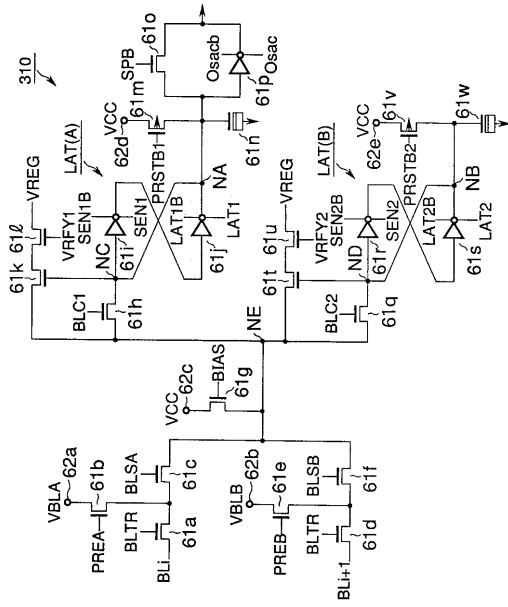 310
VREG
61k
61ℓ
VRFY1
BLC1
61h
NC
SEN1B
61i
SEN1
LAT(A)
LAT1B
61j
LAT1
VCC
62d
61m
PRSTB1
NA
61n
SPB
61o
Osacb
61p
Osac
VREG
61t
61u
VRFY2
BLC2
61q
ND
SEN2B
61r
SEN2
LAT(B)
LAT2B
61s
LAT2
VCC
62e
61v
PRSTB2
NB
61w
NE
VCC
62c
BIAS
61g
VBLA
62a
PREA
61b
BLTR
61a
BLSA
61c
BLi
VBLB
62b
PREB
61e
BLTR
61d
BLSB
61f
BLi+1